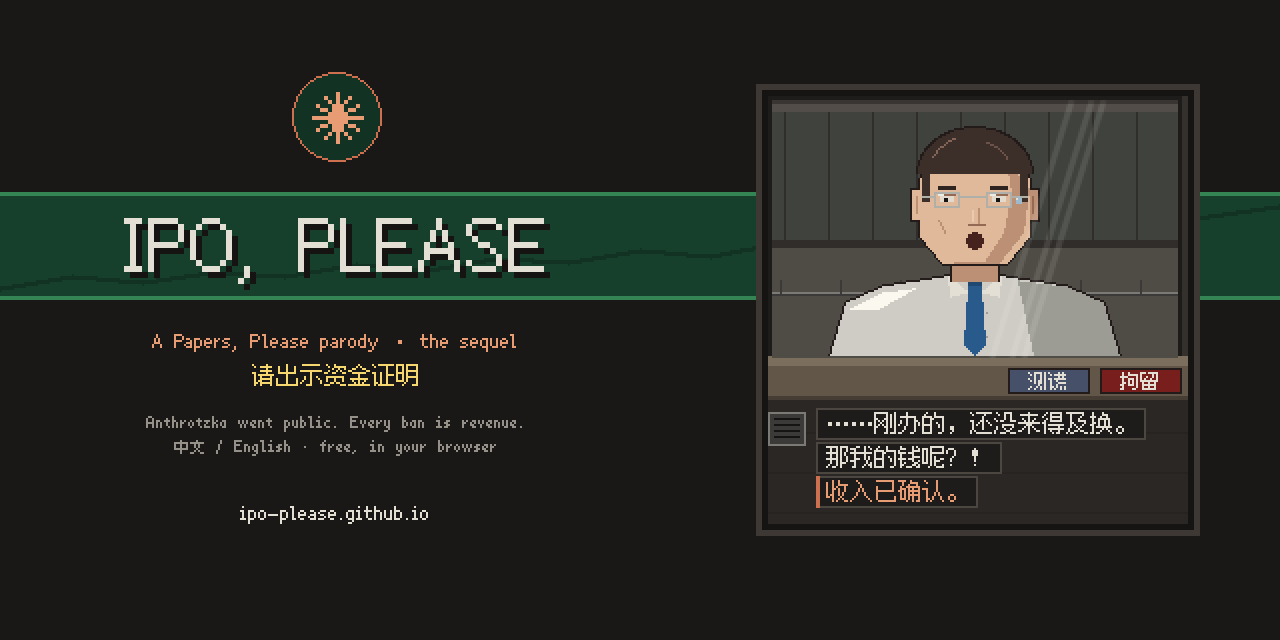 IPO, PLEASE
A Papers, Please parody · the sequel
请出示资金证明
Anthrotzka went public. Every ban is revenue.
中文 / English · free, in your browser
ipo-please.github.io
测谎
拘留
……刚办的，还没来得及换。
那我的钱呢？！
收入已确认。